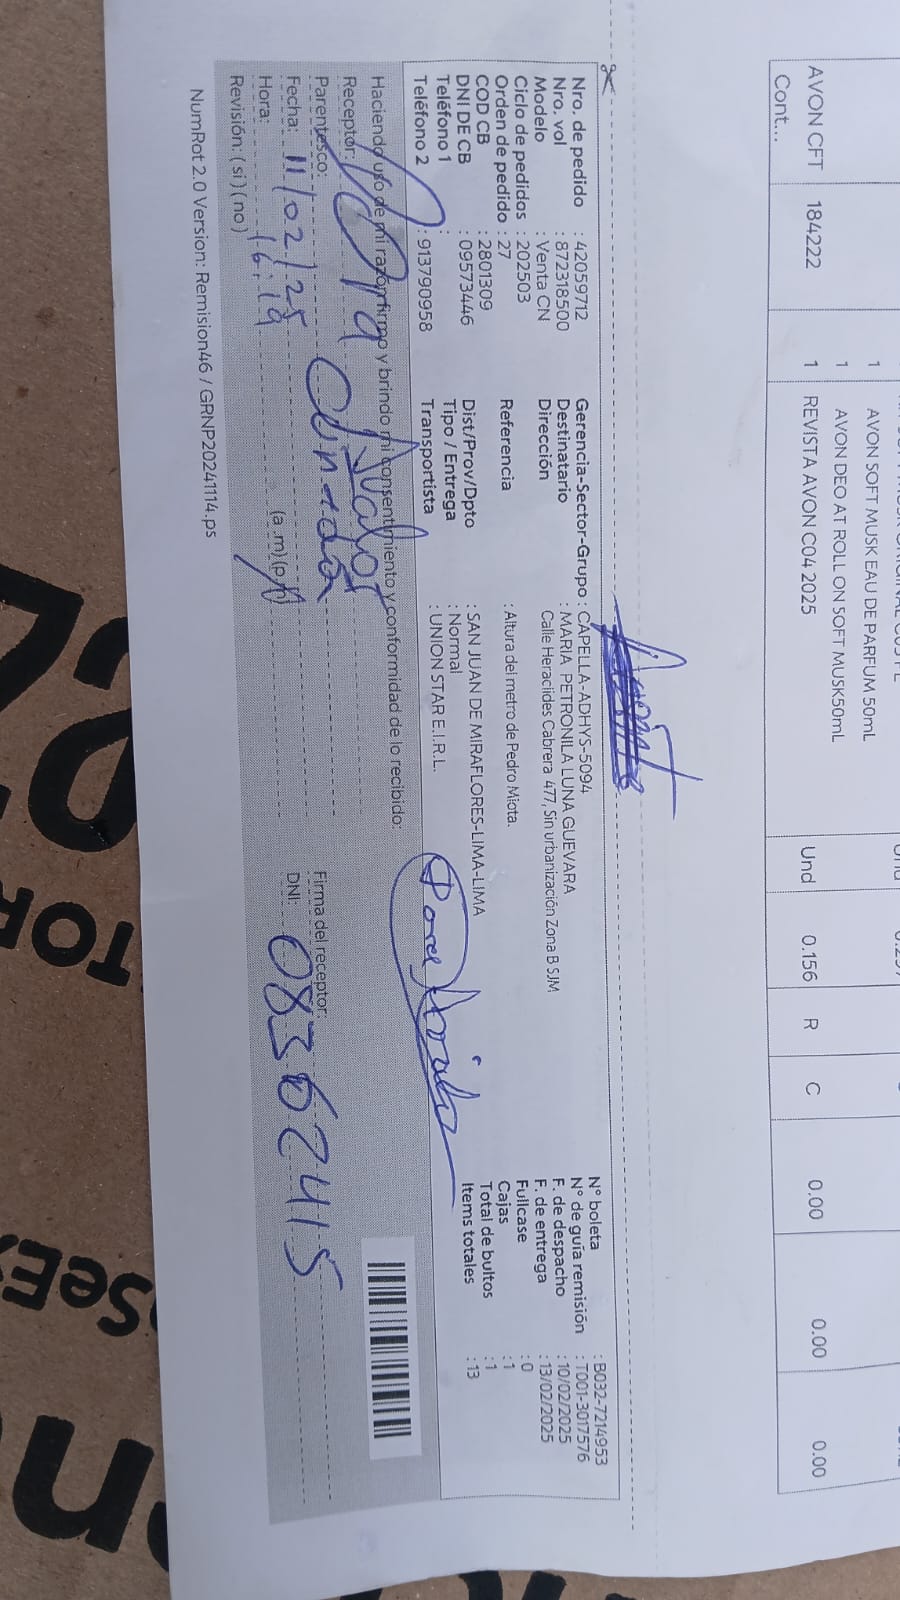 AVON SOFT MUSK EAU DE PARFUM 50mL
1
AVON DEO AT ROLL ON SOFT MUSK50mL
1
AVON CFT 184222 1 REVISTA AVON C04 2025 Und 0.156 R C 0.00 0.00 0.00
Cont...
Nro. de pedido : 42059712
Nro. vol : 872318500
Modelo : Venta CN
Ciclo de pedidos : 202503
Orden de pedido : 27
COD CB : 2801309
DNI DE CB : 09573446
Teléfono 1 :
Teléfono 2 : 913790958
Gerencia-Sector-Grupo : CAPELLA-ADHYS-5094
Destinatario : MARIA PETRONILA LUNA GUEVARA
Dirección Calle Heraclides Cabrera 477, Sin urbanización Zona B SJM
Referencia : Altura del metro de Pedro Miota.
Dist/Prov/Dpto : SAN JUAN DE MIRAFLORES-LIMA-LIMA
Tipo / Entrega : Normal
Transportista : UNION STAR E.I.R.L.
N° boleta : B032-7214953
N° de guía remisión : T001-3017576
F. de despacho : 10/02/2025
F. de entrega : 13/02/2025
Fullcase : 0
Cajas : 1
Total de bultos : 1
Items totales : 13
Haciendo uso de mi razón firmo y brindo mi consentimiento y conformidad de lo recibido:
Receptor:
Parentesco:
Fecha: 11/02/25
Hora: 16:19 (a .m)(p.m)
Revisión: ( si ) ( no )
Firma del receptor:
DNI: 08362415
NumRot 2.0 Version: Remision46 / GRNP20241114.ps